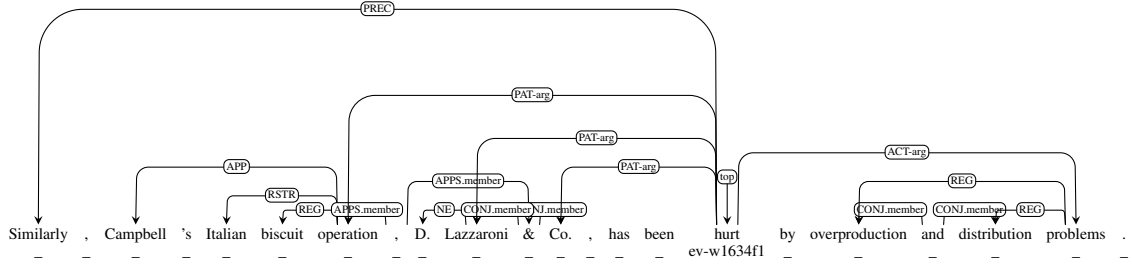 PREC
PAT-arg
PAT-arg
ACT-arg
APP PAT-arg
APPS.member top REG
RSTR
REG APPS.member NE CONJ.member NJ.member CONJ.member CONJ.member REG
Similarly , Campbell 's Italian biscuit operation , D. Lazzaroni & Co. , has been hurt by overproduction and distribution problems .
_ _ _ _ _ _ _ _ _ _ _ _ _ _ _ ev-w1634f1 _ _ _ _ _ _